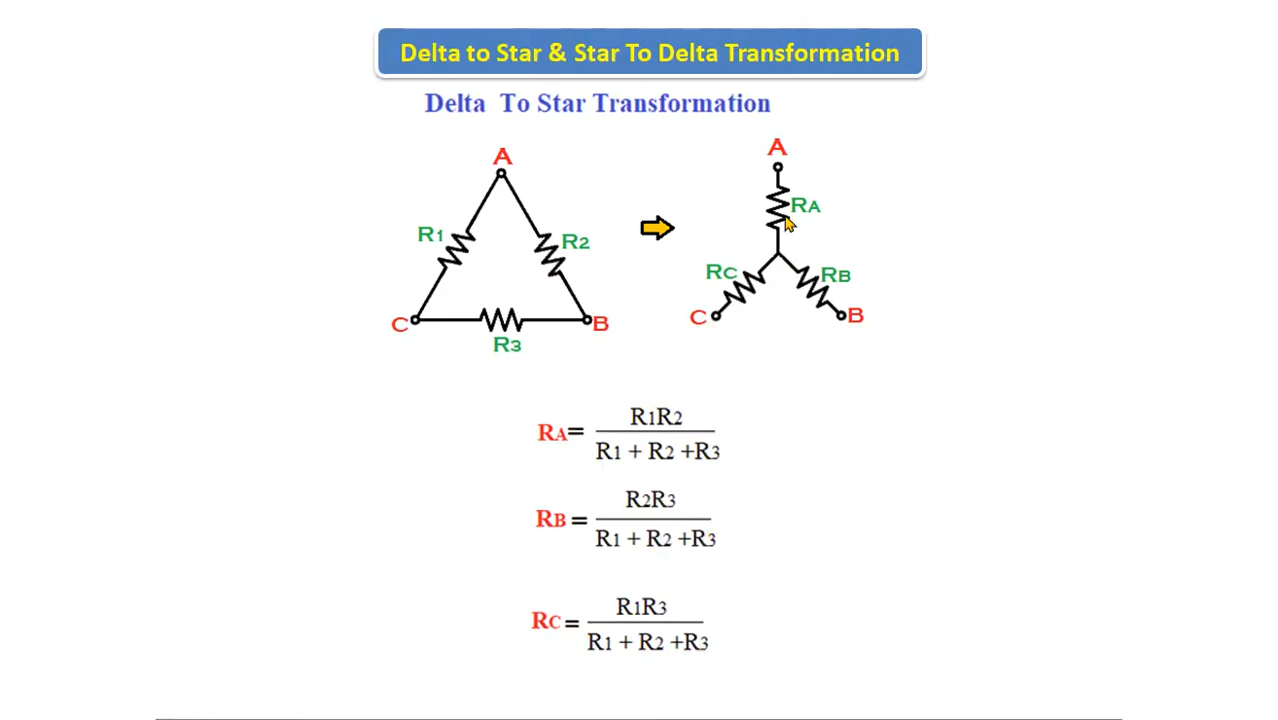 Delta to Star & Star To Delta Transformation
Delta To Star Transformation
A
R1
R2
C
B
R3
A
RA
RC
RB
C
B
RA= R1R2
R1 + R2 +R3
RB = R2R3
R1 + R2 +R3
RC = R1R3
R1 + R2 +R3